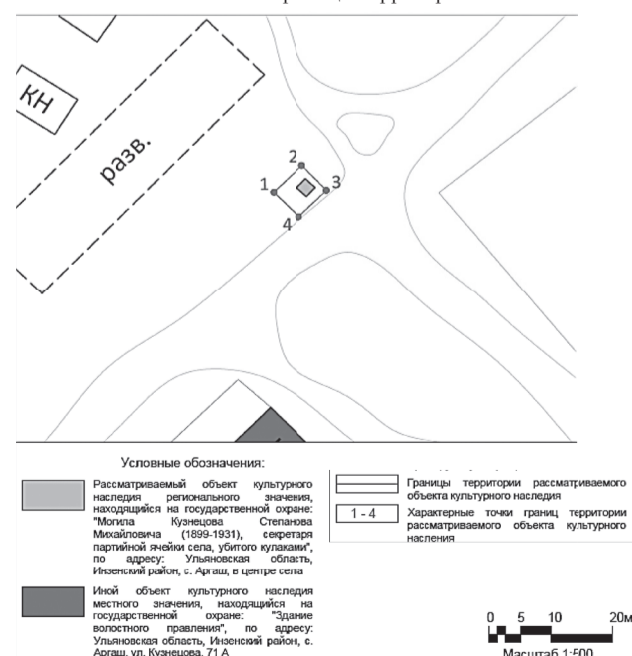 КН
разв.
1
2
3
4
Условные обозначения:
Рассматриваемый объект культурного
наследия регионального значения,
находящийся на государственной охране:
"Могила Кузнецова Степанова
Михайловича (1899-1931), секретаря
партийной ячейки села, убитого кулаками",
по адресу: Ульяновская область,
Инзенский район, с. Аргаш, в центре села
Иной объект культурного наследия
местного значения, находящийся на
государственной охране: "Здание
волостного правления", по адресу:
Ульяновская область, Инзенский район, с.
Аргаш, ул. Кузнецова, 71 А
Границы территории рассматриваемого
объекта культурного наследия
1 - 4
Характерные точки границ территории
рассматриваемого объекта культурного
насления
0 5 10 20м
Масштаб 1:500